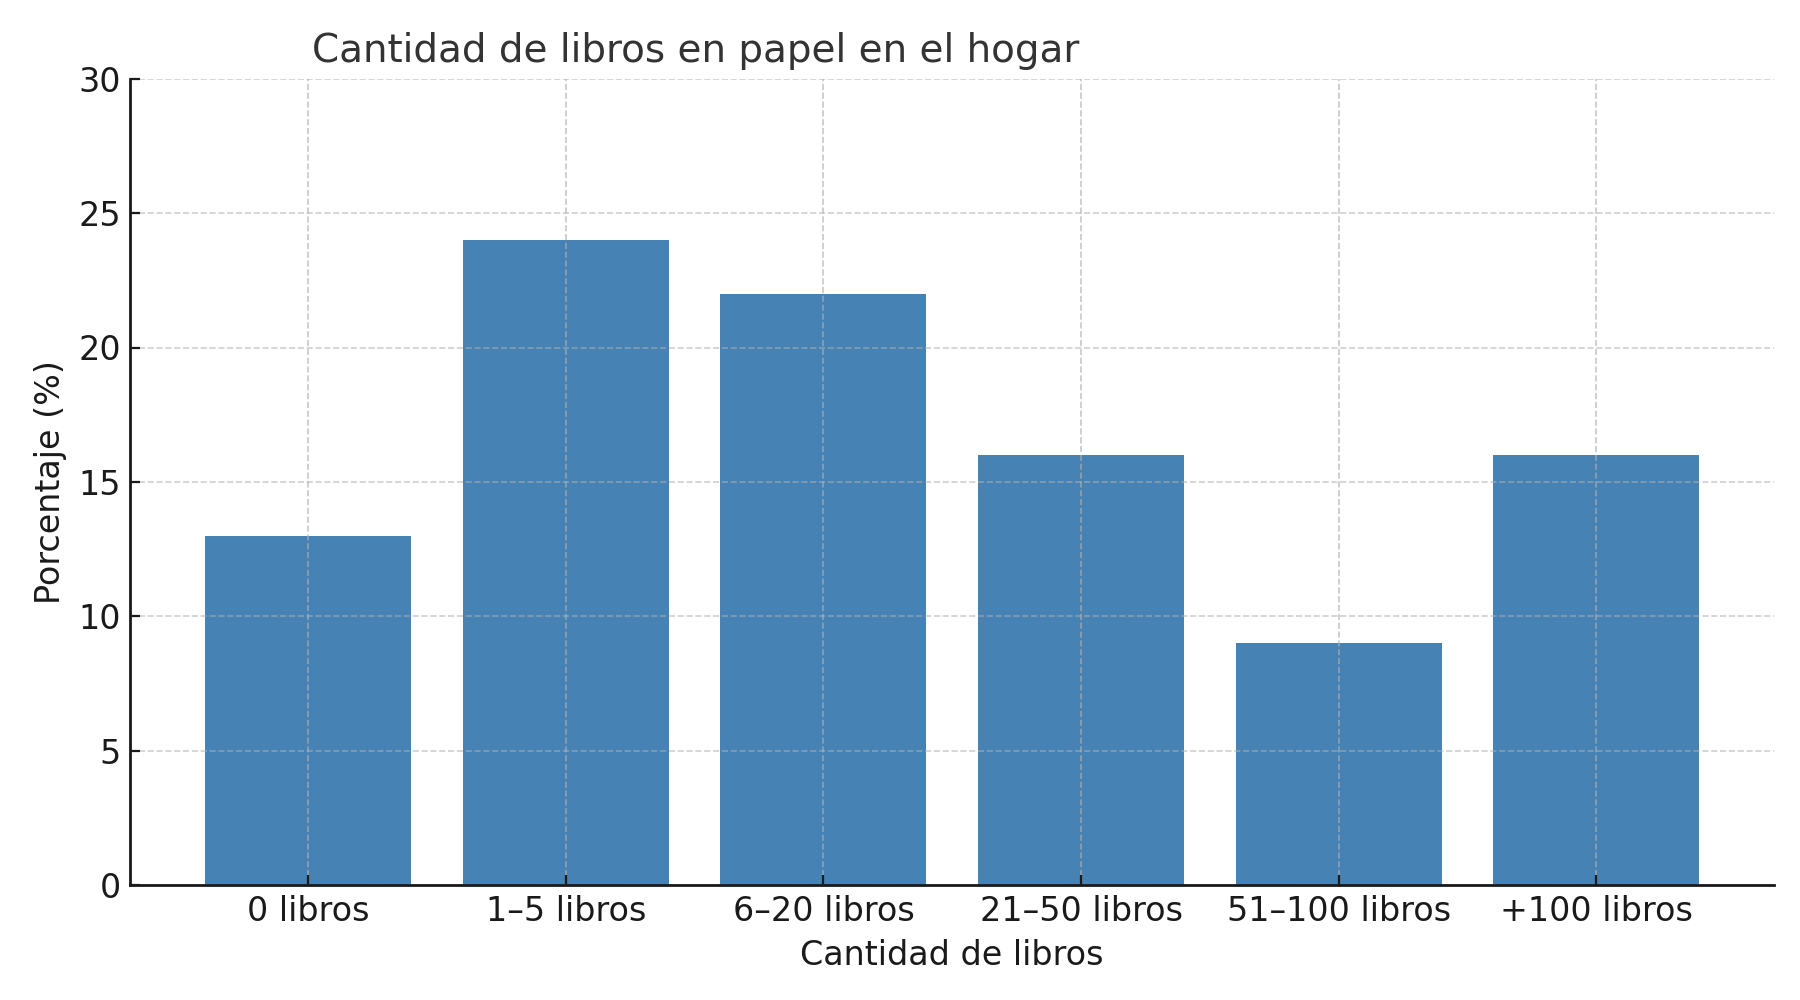 Cantidad de libros en papel en el hogar
30
25
20
15
10
5
0
Porcentaje (%)
0 libros
1–5 libros
6–20 libros
21–50 libros
51–100 libros
+100 libros
Cantidad de libros